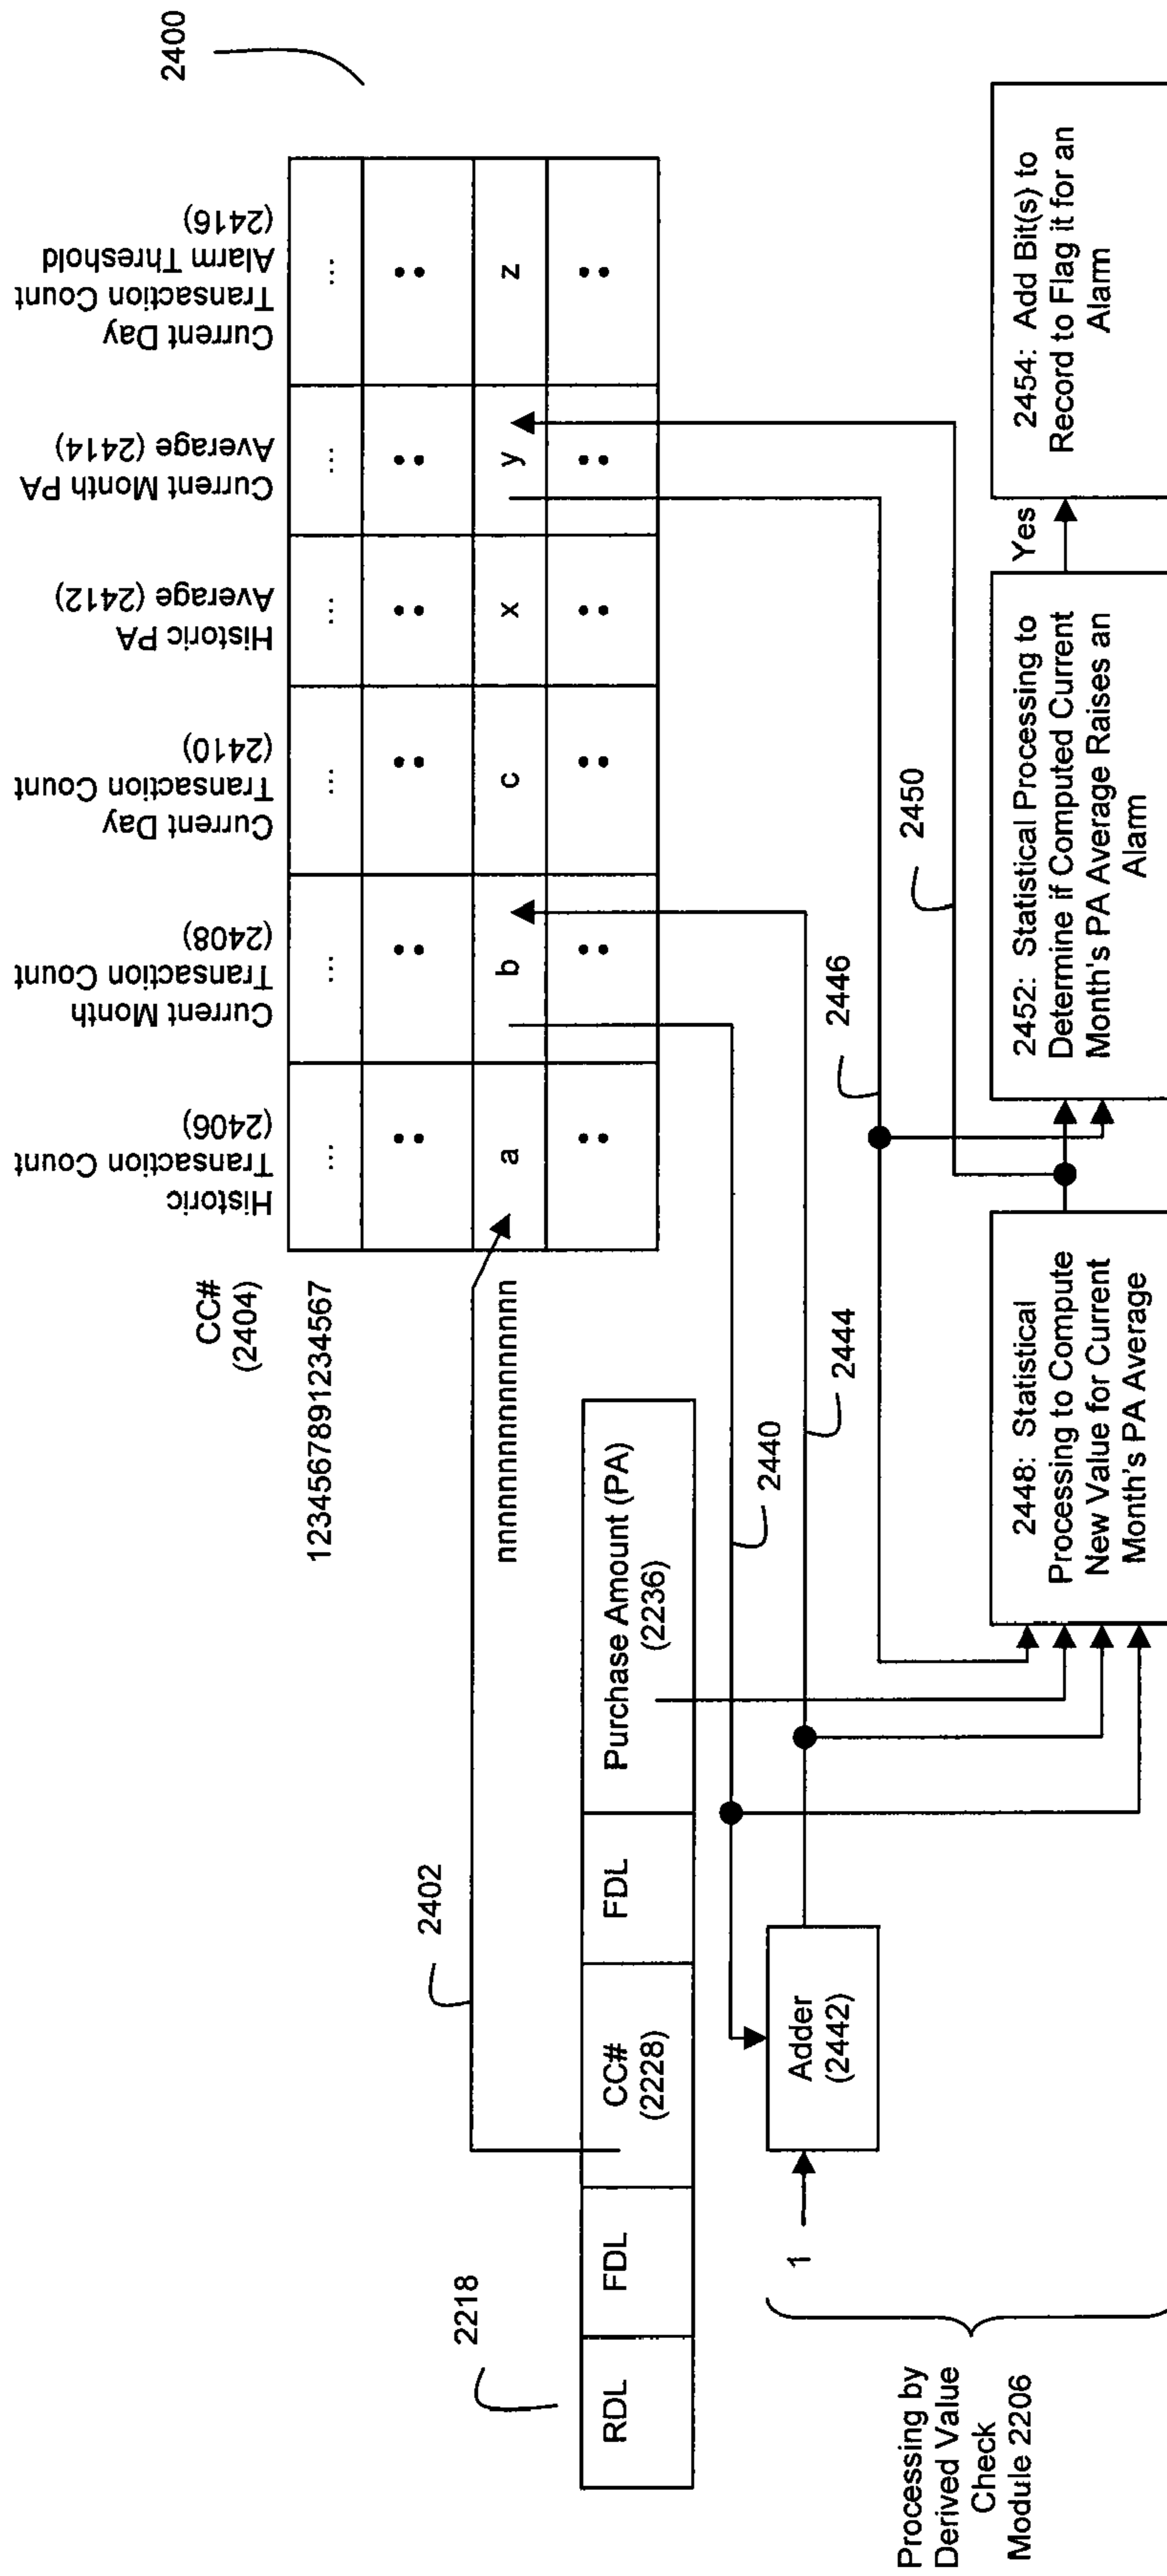 2400
Historic
Transaction Count
(2406)
Current Month
Transaction Count
(2408)
Current Day
Transaction Count
(2410)
Historic PA
Average (2412)
Current Month PA
Average (2414)
Current Day
Transaction Count
Alarm Threshold
(2416)
CC#
(2404)
1234567891234567
...
...
...
...
...
...
nnnnnnnnnnnnnnnn
a
b
c
x
y
z
2402
2218
RDL
FDL
CC#
(2228)
FDL
Purchase Amount (PA)
(2236)
2440
2444
2446
2450
1
Adder
(2442)
Processing by
Derived Value
Check
Module 2206
2448: Statistical
Processing to Compute
New Value for Current
Month's PA Average
2452: Statistical Processing to
Determine if Computed Current
Month's PA Average Raises an
Alarm
Yes
2454: Add Bit(s) to
Record to Flag it for an
Alarm